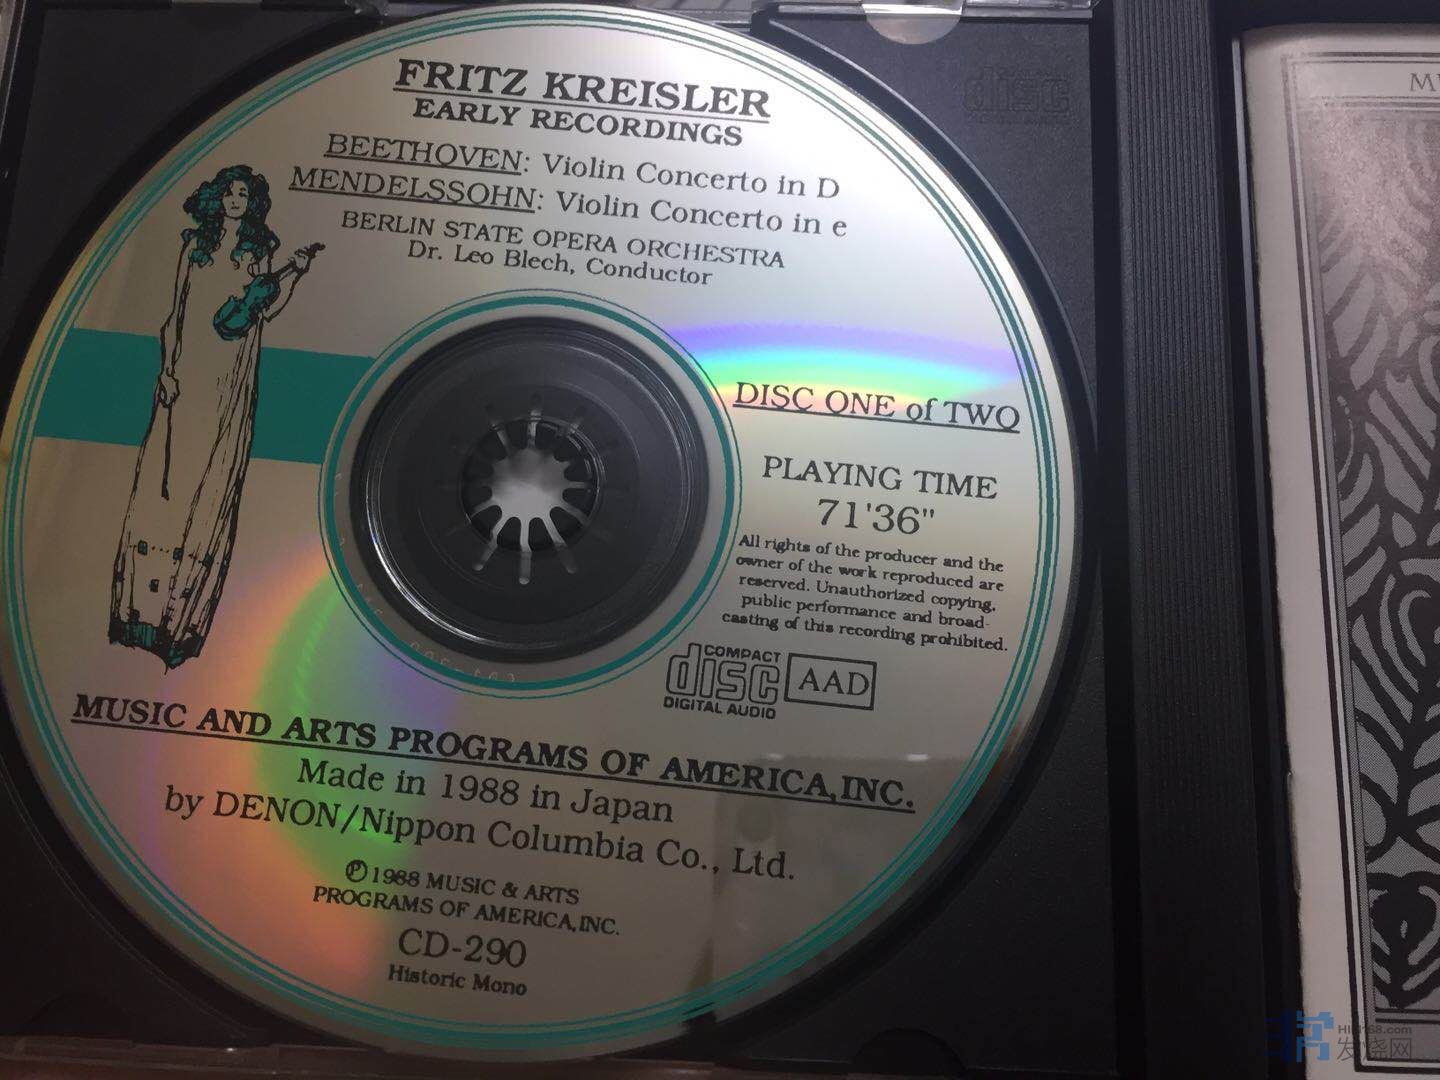 FRITZ KREISLER
EARLY RECORDINGS
BEETHOVEN: Violin Concerto in D
MENDELSSOHN: Violin Concerto in e
BERLIN STATE OPERA ORCHESTRA
Dr. Leo Blech, Conductor
DISC ONE of TWO
PLAYING TIME
71'36"
All rights of the producer and the
owner of the work reproduced are
reserved. Unauthorized copying,
public performance and broad-
casting of this recording prohibited.
COMPACT
disc
DIGITAL AUDIO
AAD
MUSIC AND ARTS PROGRAMS OF AMERICA, INC.
Made in 1988 in Japan
by DENON/Nippon Columbia Co., Ltd.
℗ 1988 MUSIC & ARTS
PROGRAMS OF AMERICA, INC.
CD-290
Historic Mono
disc
发烧网